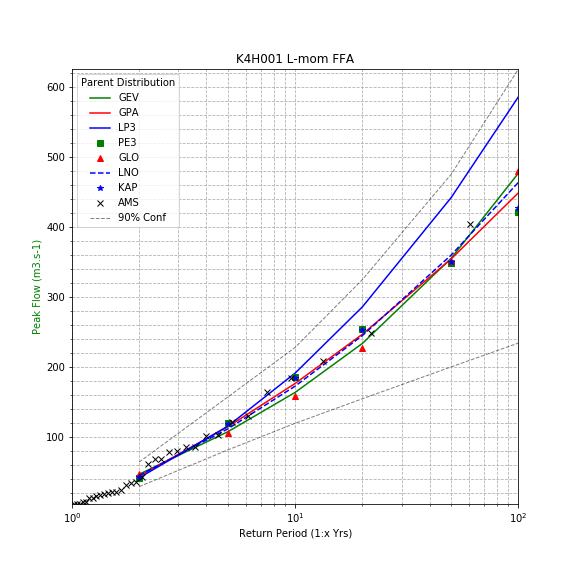 K4H001 L-mom FFA
Parent Distribution
GEV
GPA
LP3
PE3
GLO
LNO
KAP
AMS
90% Conf
600
500
400
300
200
100
Peak Flow (m3.s-1)
10⁰
10¹
10²
Return Period (1:x Yrs)